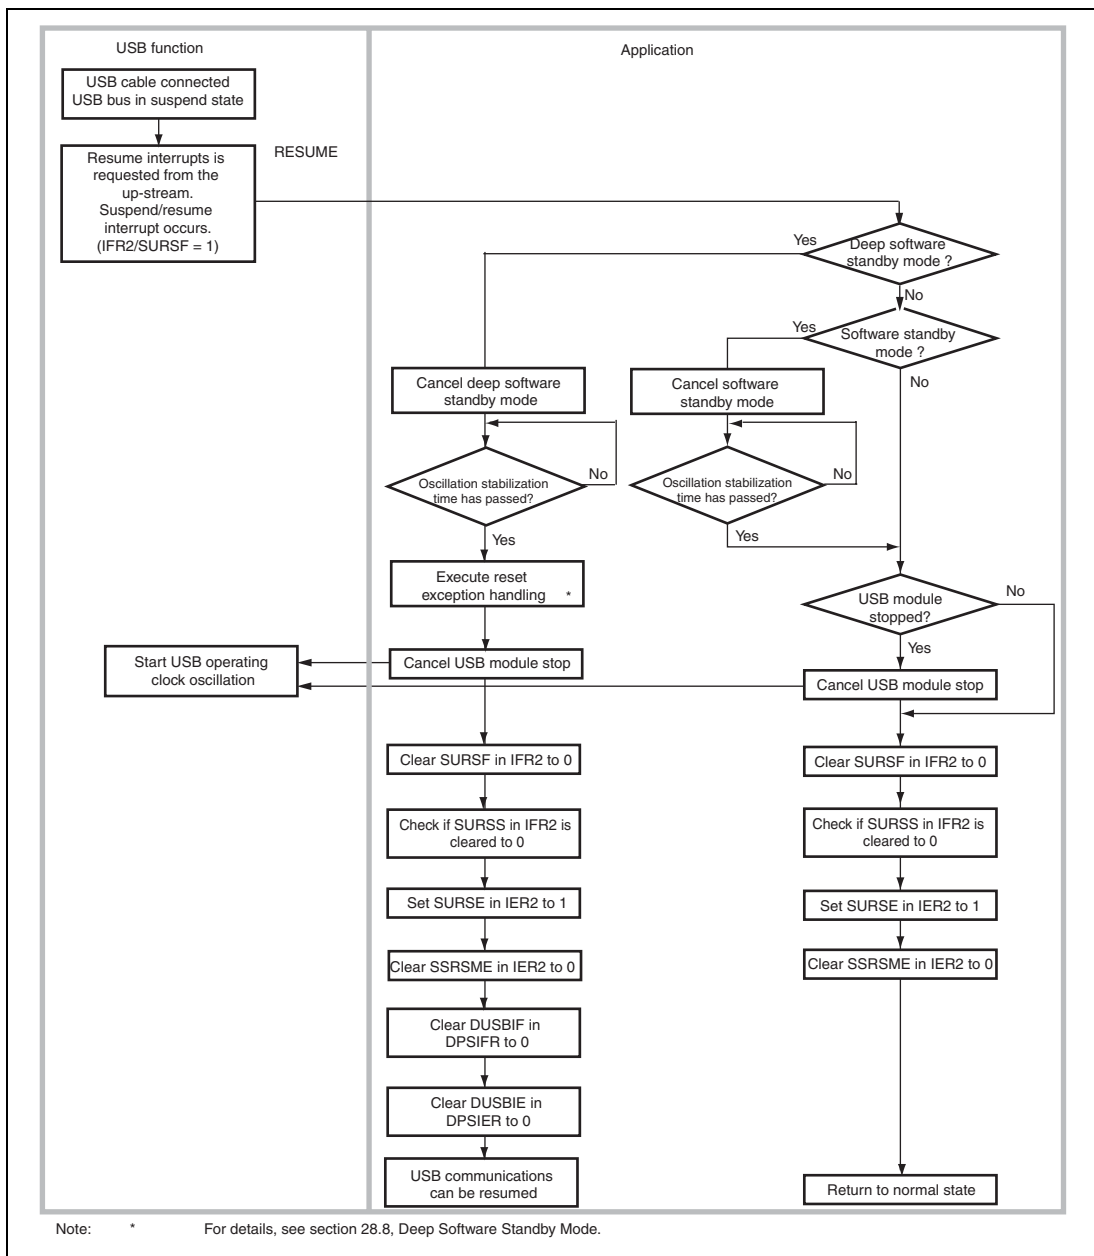 USB function
Application
USB cable connected
USB bus in suspend state
Resume interrupts is
requested from the
up-stream.
Suspend/resume
interrupt occurs.
(IFR2/SURSF = 1)
RESUME
Yes
Deep software
standby mode ?
No
Yes
Software standby
mode ?
No
Cancel deep software
standby mode
Cancel software
standby mode
Oscillation stabilization
time has passed?
No
Oscillation stabilization
time has passed?
No
Yes
Yes
Execute reset
exception handling *
USB module
stopped?
No
Yes
Start USB operating
clock oscillation
Cancel USB module stop
Cancel USB module stop
Clear SURSF in IFR2 to 0
Clear SURSF in IFR2 to 0
Check if SURSS in IFR2 is
cleared to 0
Check if SURSS in IFR2 is
cleared to 0
Set SURSE in IER2 to 1
Set SURSE in IER2 to 1
Clear SSRSME in IER2 to 0
Clear SSRSME in IER2 to 0
Clear DUSBIF in
DPSIFR to 0
Clear DUSBIE in
DPSIER to 0
USB communications
can be resumed
Return to normal state
Note: * For details, see section 28.8, Deep Software Standby Mode.